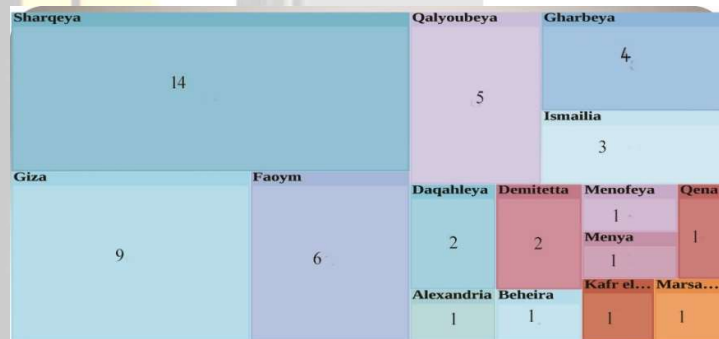 Sharqeya
14
Qalyoubeya
5
Gharbeya
4
Ismailia
3
Giza
9
Faoym
6
Daqahleya
2
Demitetta
2
Menofeya
1
Menya
1
Qena
1
Alexandria
1
Beheira
1
Kafr el...
1
Marsa...
1